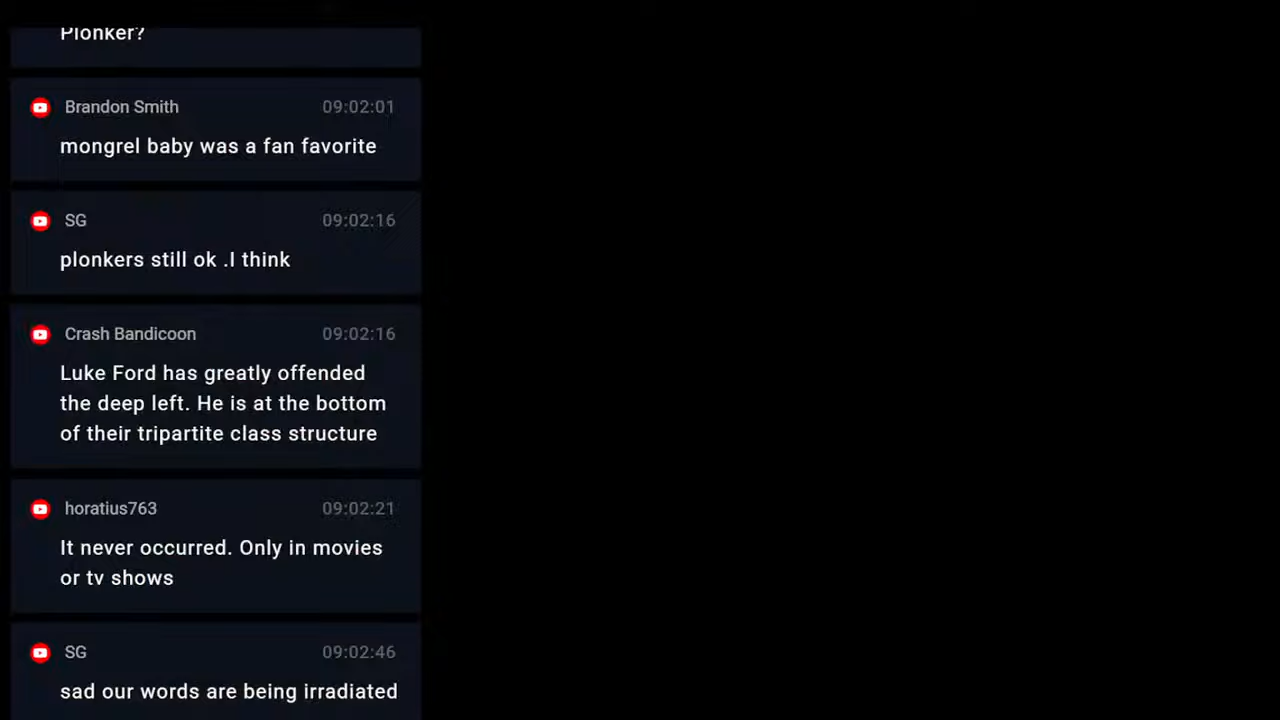 Plonker?
Brandon Smith 09:02:01
mongrel baby was a fan favorite
SG 09:02:16
plonkers still ok .I think
Crash Bandicoon 09:02:16
Luke Ford has greatly offended
the deep left. He is at the bottom
of their tripartite class structure
horatius763 09:02:21
It never occurred. Only in movies
or tv shows
SG 09:02:46
sad our words are being irradiated